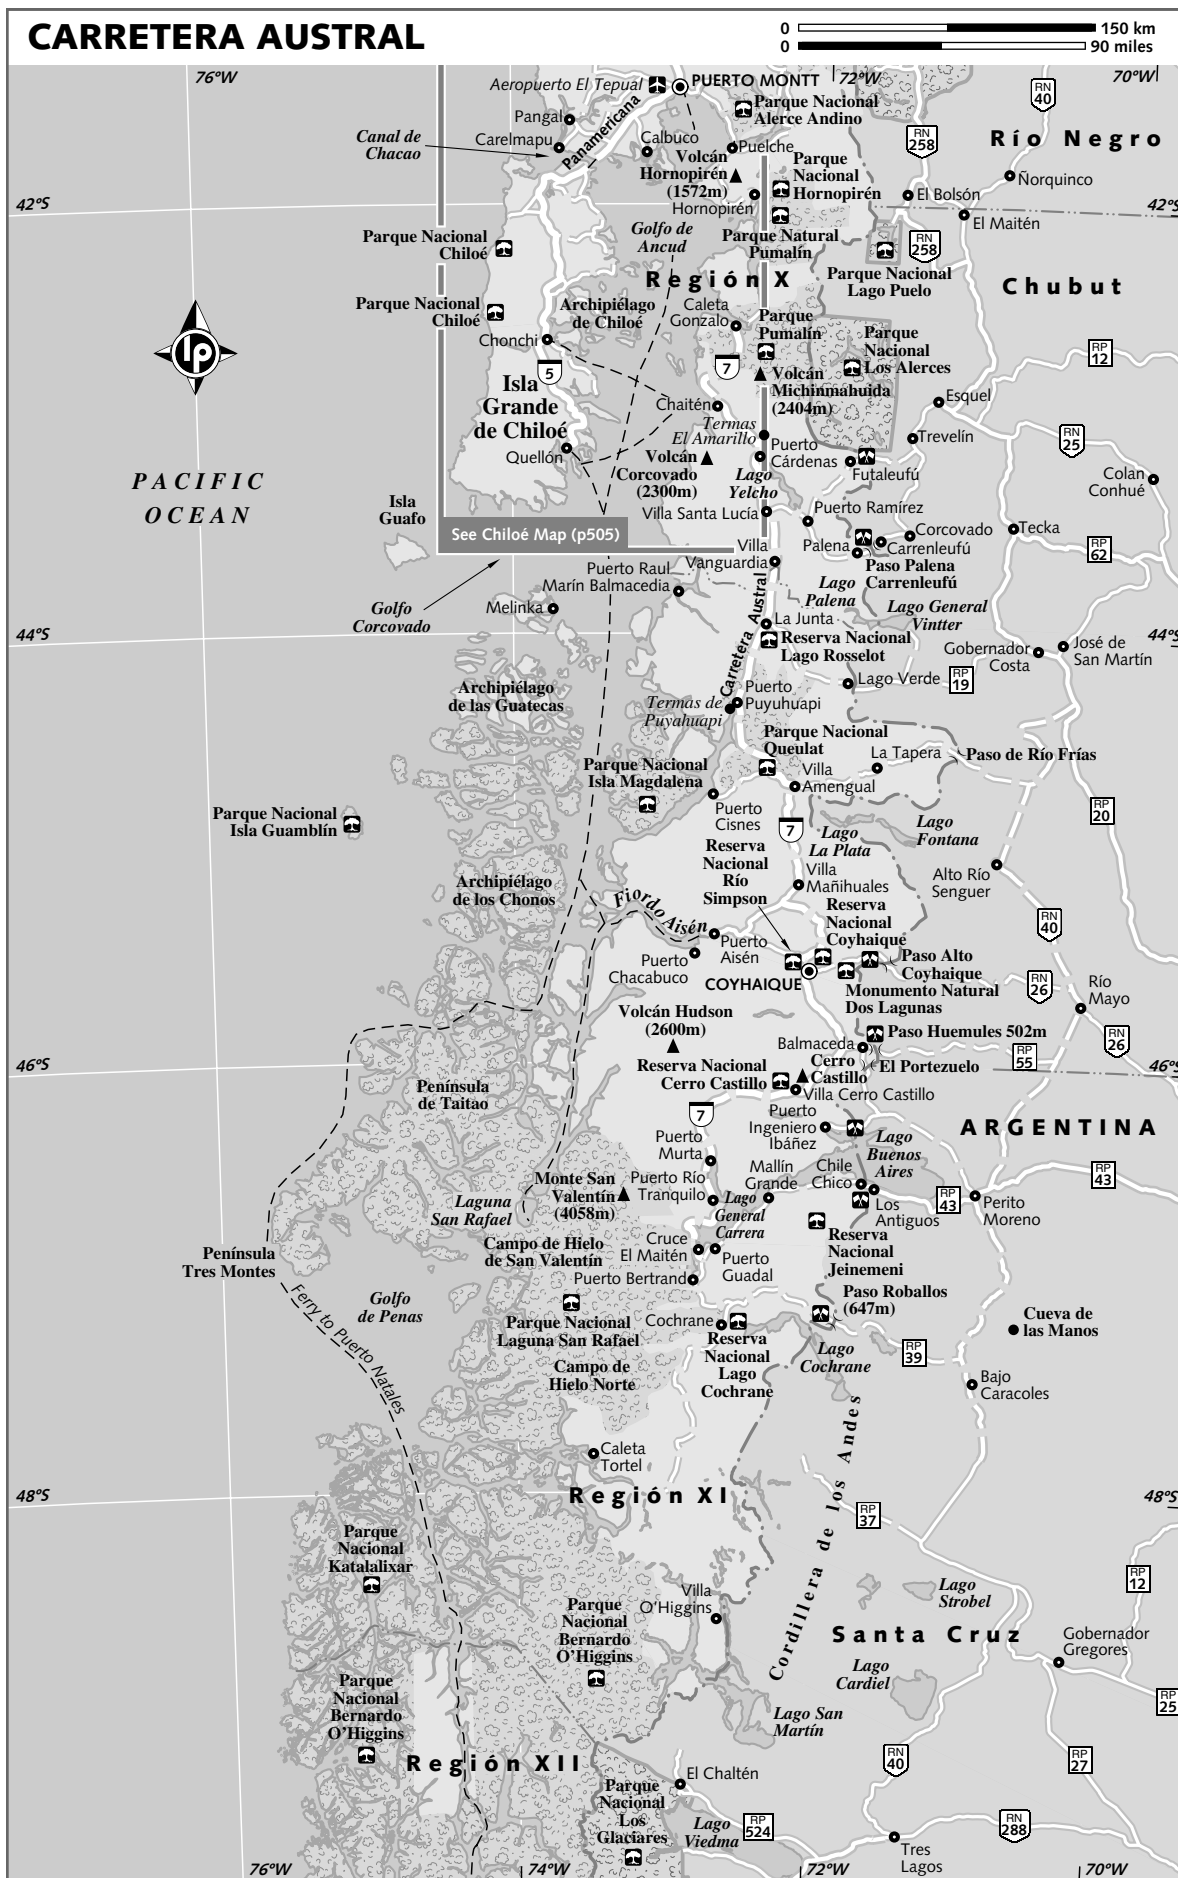 CARRETERA AUSTRAL
0 150 km
0 90 miles
76°W
72°W
70°W
Aeropuerto El Tepual
PUERTO MONTT
RN
40
Pangal
Parque Nacional
Alerce Andino
Canal de
Chacao
Carelmapu
Panamericana
Calbuco
Puelche
RN
258
Río Negro
Volcán
Hornopirén
(1572m)
Parque
Nacional
Hornopirén
Ñorquinco
Hornopirén
El Bolsón
42°S
42°S
El Maitén
Parque Nacional
Chiloé
Golfo de
Ancud
Parque Natural
Pumalín
RN
258
Parque Nacional
Lago Puelo
Región X
Chubut
Parque Nacional
Chiloé
Archipiélago
de Chiloé
Caleta
Gonzalo
Parque
Pumalín
Parque
Nacional
Los Alerces
lp
Chonchi
RP
12
5
7
Volcán
Michinmahuida
(2404m)
Isla
Grande
de Chiloé
Chaitén
Esquel
Termas
El Amarillo
Trevelín
RN
25
Quellón
Volcán
Corcovado
(2300m)
Puerto
Cárdenas
Futaleufú
PACIFIC
OCEAN
Lago
Yelcho
Colan
Conhué
Isla
Guafo
Villa Santa Lucía
Puerto Ramírez
See Chiloé Map (p505)
Palena
Corcovado
Carrenleufú
Tecka
RP
62
Villa
Vanguardia
Paso Palena
Carrenleufú
Puerto Raul
Marín Balmacedia
Lago
Palena
Melinka
Golfo
Corcovado
Carretera Austral
La Junta
Lago General
Vintter
44°S
44°S
Reserva Nacional
Lago Rosselot
Gobernador
Costa
José de
San Martín
Lago Verde
RP
19
Archipiélago
de las Guatecas
Termas de
Puyahuapi
Puerto
Puyuhuapi
Parque Nacional
Queulat
La Tapera
Paso de Río Frías
Parque Nacional
Isla Magdalena
Villa
Amengual
Parque Nacional
Isla Guamblín
Puerto
Cisnes
7
Lago
La Plata
Lago
Fontana
RP
20
Reserva
Nacional
Río
Simpson
Alto Río
Senguer
Archipiélago
de los Chonos
Villa
Mañihuales
Fiordo Aisén
Reserva
Nacional
Coyhaique
RN
40
Puerto
Aisén
Puerto
Chacabuco
COYHAIQUE
Paso Alto
Coyhaique
Monumento Natural
Dos Lagunas
RN
26
Río
Mayo
Volcán Hudson
(2600m)
Paso Huemules 502m
RN
26
Balmaceda
El Portezuelo
RP
55
46°S
46°S
Reserva Nacional
Cerro Castillo
Cerro
Castillo
Villa Cerro Castillo
Península
de Taitao
7
Puerto
Ingeniero
Ibáñez
ARGENTINA
Puerto
Murta
Lago
Buenos
Aires
Monte San
Valentín
(4058m)
Puerto Río
Tranquilo
Mallín
Grande
Chile
Chico
RP
43
RP
43
Laguna
San Rafael
Lago
General
Carrera
Los
Antiguos
Perito
Moreno
Península
Tres Montes
Campo de Hielo
de San Valentín
Cruce
El Maitén
Puerto
Guadal
Reserva
Nacional
Jeinemeni
Puerto Bertrand
Ferry to Puerto Natales
Golfo
de Penas
Parque Nacional
Laguna San Rafael
Paso Roballos
(647m)
Cochrane
Cueva de
las Manos
Reserva
Nacional
Lago
Cochrane
Lago
Cochrane
RP
39
Campo de
Hielo Norte
Bajo
Caracoles
Cordillera de los Andes
Caleta
Tortel
48°S
48°S
Región XI
RP
37
Parque
Nacional
Katalalixar
RP
12
Villa
O'Higgins
Lago
Strobel
Parque
Nacional
Bernardo
O'Higgins
Santa Cruz
Gobernador
Gregores
Lago
Cardiel
Parque
Nacional
Bernardo
O'Higgins
RP
25
Lago San
Martín
Región XII
RN
40
RP
27
El Chaltén
Parque
Nacional
Los
Glaciares
Lago
Viedma
RP
524
RN
288
Tres
Lagos
76°W
74°W
72°W
70°W